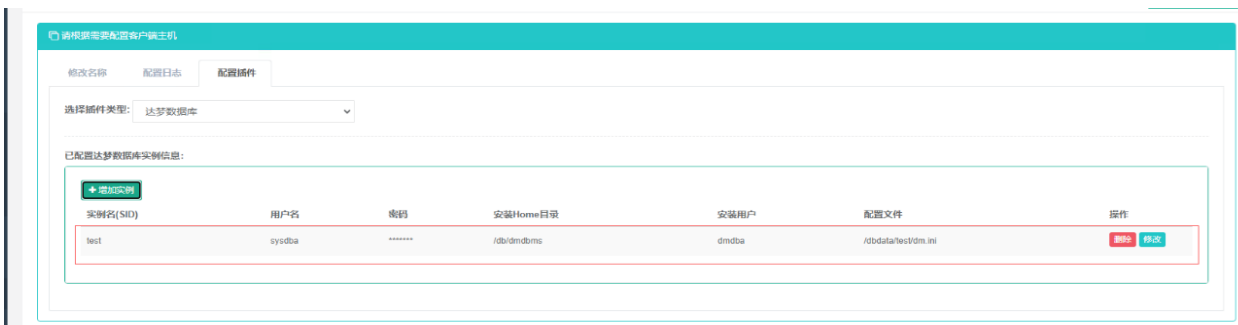 请根据需要配置客户端主机
修改名称 配置日志 配置插件
选择插件类型: 达梦数据库
已配置达梦数据库实例信息:
+增加实例
实例名(SID) 用户名 密码 安装Home目录 安装用户 配置文件 操作
test sysdba ******* /db/dmdbms dmdba /dbdata/test/dm.ini 删除 修改